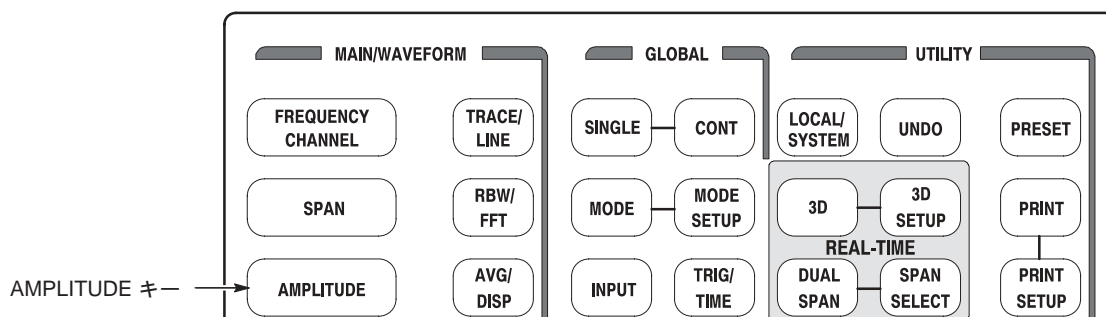 MAIN/WAVEFORM
GLOBAL
UTILITY
FREQUENCY
CHANNEL
TRACE/
LINE
SINGLE
CONT
LOCAL/
SYSTEM
UNDO
PRESET
SPAN
RBW/
FFT
MODE
MODE
SETUP
3D
3D
SETUP
PRINT
REAL-TIME
AMPLITUDE キー
AMPLITUDE
AVG/
DISP
INPUT
TRIG/
TIME
DUAL
SPAN
SPAN
SELECT
PRINT
SETUP